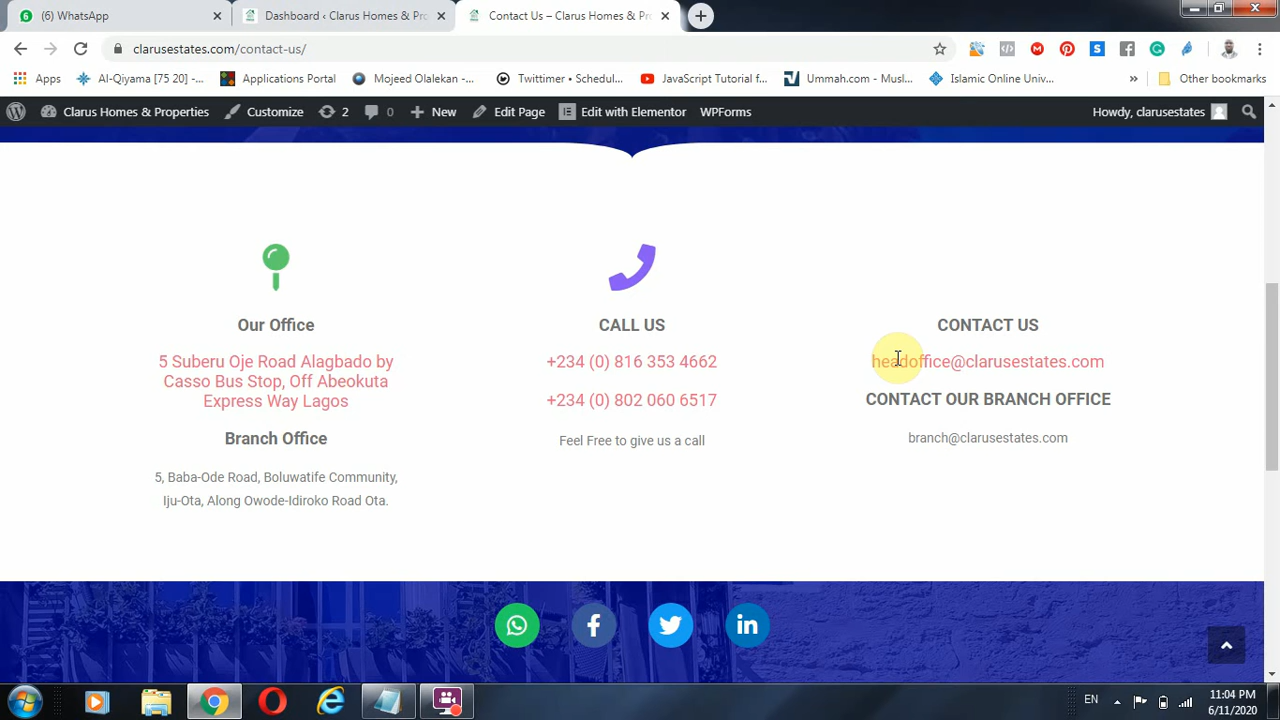 6
(6) WhatsApp
Dashboard ‹ Clarus Homes & Pro
Contact Us – Clarus Homes & Pro
clarusestates.com/contact-us/
Apps
Al-Qiyama [75 20] -...
Applications Portal
Mojeed Olalekan -...
Twittimer • Schedul...
JavaScript Tutorial f...
Ummah.com - Musl...
Islamic Online Univ...
»
Other bookmarks
Clarus Homes & Properties
Customize
2
0
New
Edit Page
Edit with Elementor
WPForms
Howdy, clarusestates
Our Office
5 Suberu Oje Road Alagbado by
Casso Bus Stop, Off Abeokuta
Express Way Lagos
Branch Office
5, Baba-Ode Road, Boluwatife Community,
Iju-Ota, Along Owode-Idiroko Road Ota.
CALL US
+234 (0) 816 353 4662
+234 (0) 802 060 6517
Feel Free to give us a call
CONTACT US
headoffice@clarusestates.com
CONTACT OUR BRANCH OFFICE
branch@clarusestates.com
EN
11:04 PM
6/11/2020